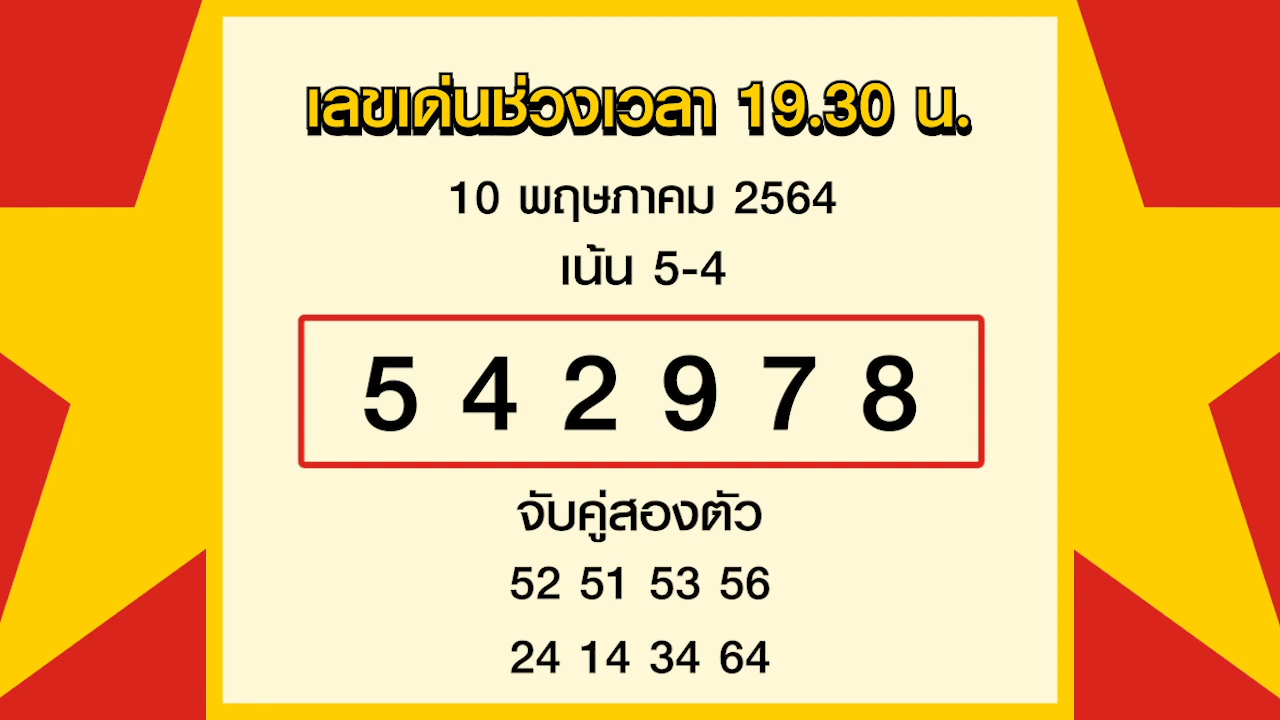 เลขเด่นช่วงเวลา 19.30 น.
10 พฤษภาคม 2564
เน้น 5-4
5 4 2 9 7 8
จับคู่สองตัว
52 51 53 56
24 14 34 64